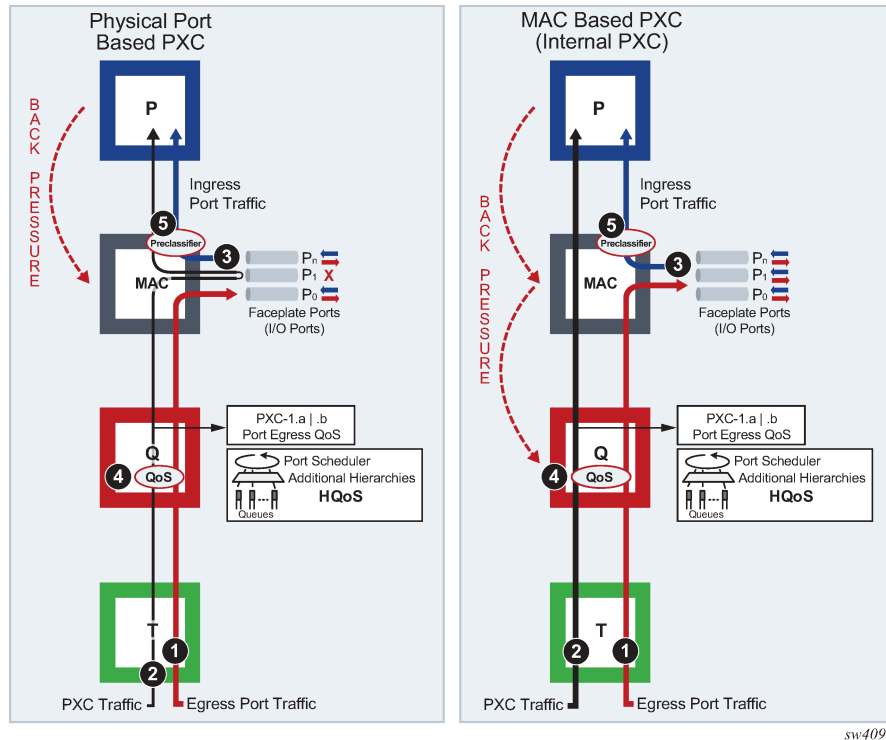 Physical Port
Based PXC
P
BACK PRESSURE
Ingress
Port Traffic
5
Preclassifier
3
Pn
P1 X
P0
MAC
Faceplate Ports
(I/O Ports)
PXC-1.a | .b
Port Egress QoS
Q
4
QoS
Port Scheduler
Additional Hierarchies
HQoS
Queues
T
1
2
PXC Traffic
Egress Port Traffic
MAC Based PXC
(Internal PXC)
P
BACK PRESSURE
Ingress
Port Traffic
5
Preclassifier
3
Pn
P1
P0
MAC
Faceplate Ports
(I/O Ports)
PXC-1.a | .b
Port Egress QoS
Q
4
QoS
Port Scheduler
Additional Hierarchies
HQoS
Queues
T
2
1
PXC Traffic
Egress Port Traffic
sw409